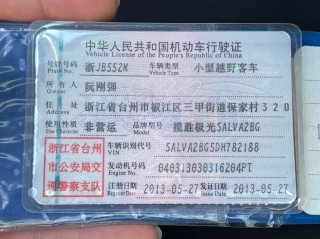 中华人民共和国机动车行驶证
Vehicle License of the People's Republic of China
号牌号码 浙JB552W 车辆类型 小型越野客车
Plate No. Vehicle Type
所有人 阮刚强
Owner
住址 浙江省台州市椒江区三甲街道保家村320
Address
使用性质 非营运 品牌型号 揽胜极光SALVA2BG
Use Character Model
浙江省台州市公安局交通警察支队
车辆识别代号 SALVA2BG5DH782188
VIN
发动机号码 040313030316204PT
Engine No.
注册日期 2013-05-27 发证日期 2013-05-27
Register Date Issue Date